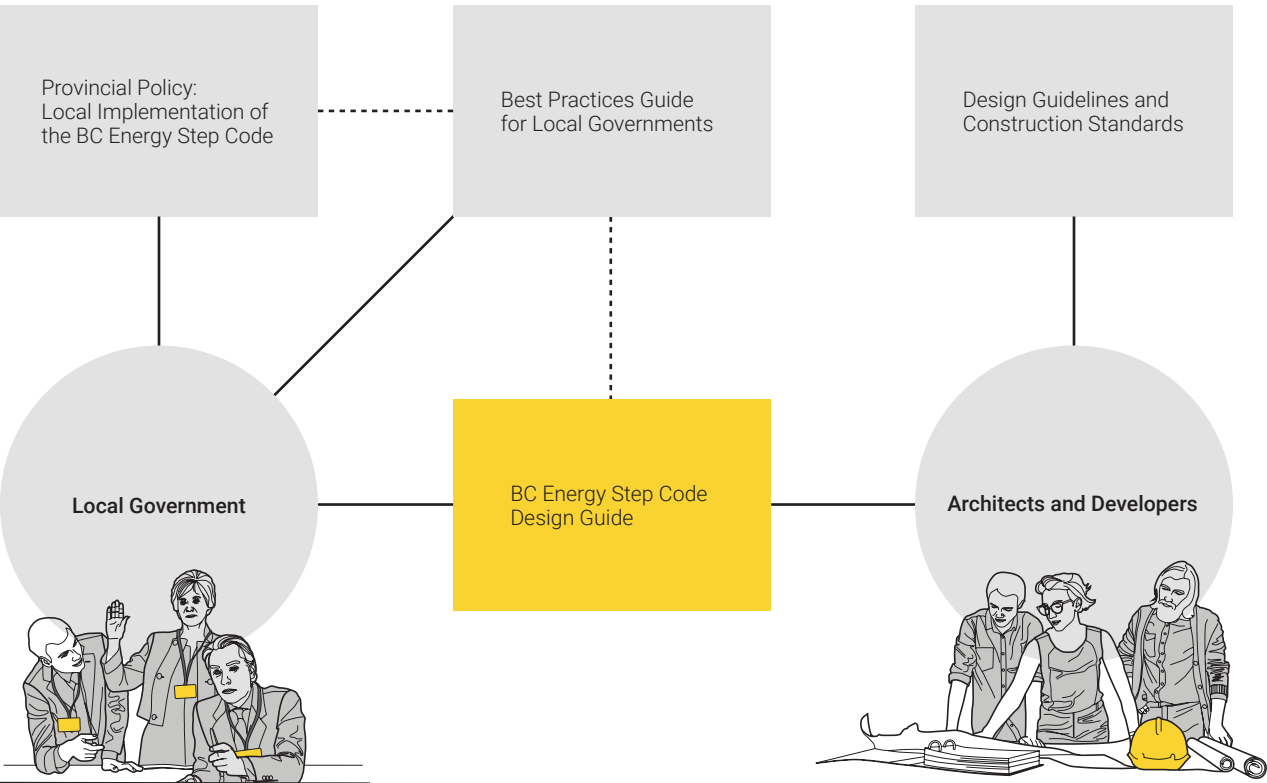 Provincial Policy:
Local Implementation of
the BC Energy Step Code
Best Practices Guide
for Local Governments
Design Guidelines and
Construction Standards
Local Government
BC Energy Step Code
Design Guide
Architects and Developers